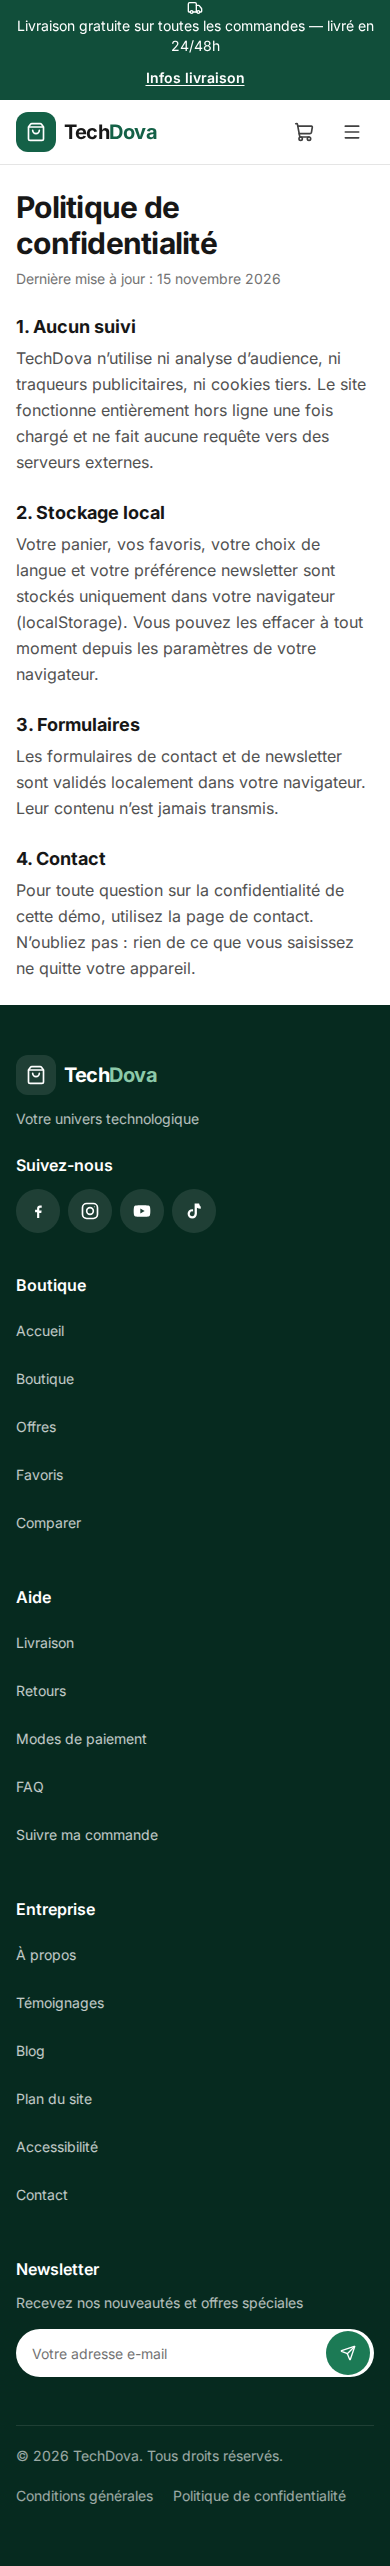 Livraison gratuite sur toutes les commandes — livré en
24/48h
Infos livraison
TechDova
Politique de
confidentialité
Dernière mise à jour : 15 novembre 2026
1. Aucun suivi
TechDova n’utilise ni analyse d’audience, ni
traqueurs publicitaires, ni cookies tiers. Le site
fonctionne entièrement hors ligne une fois
chargé et ne fait aucune requête vers des
serveurs externes.
2. Stockage local
Votre panier, vos favoris, votre choix de
langue et votre préférence newsletter sont
stockés uniquement dans votre navigateur
(localStorage). Vous pouvez les effacer à tout
moment depuis les paramètres de votre
navigateur.
3. Formulaires
Les formulaires de contact et de newsletter
sont validés localement dans votre navigateur.
Leur contenu n’est jamais transmis.
4. Contact
Pour toute question sur la confidentialité de
cette démo, utilisez la page de contact.
N’oubliez pas : rien de ce que vous saisissez
ne quitte votre appareil.
TechDova
Votre univers technologique
Suivez-nous
Boutique
Accueil
Boutique
Offres
Favoris
Comparer
Aide
Livraison
Retours
Modes de paiement
FAQ
Suivre ma commande
Entreprise
À propos
Témoignages
Blog
Plan du site
Accessibilité
Contact
Newsletter
Recevez nos nouveautés et offres spéciales
Votre adresse e-mail
© 2026 TechDova. Tous droits réservés.
Conditions générales Politique de confidentialité